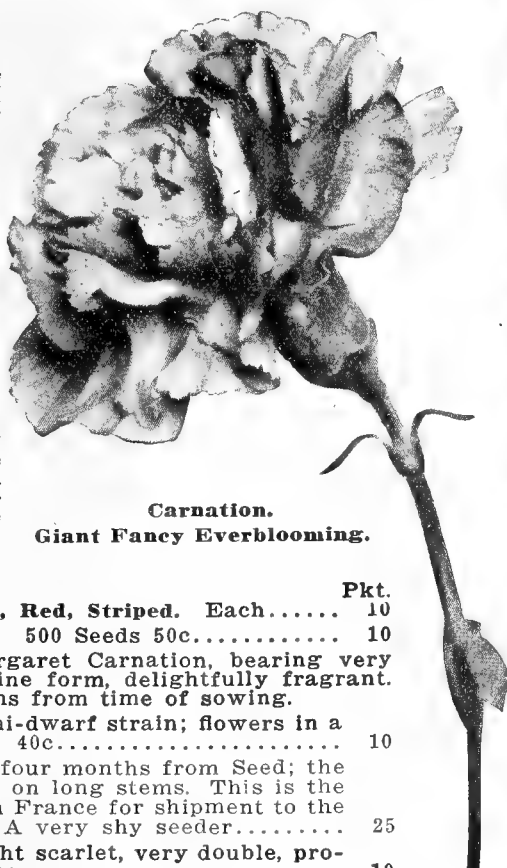 Carnation.
Giant Fancy Everblooming.
Pkt.
, Red, Striped. Each...... 10
500 Seeds 50c............ 10
rgaret Carnation, bearing very
ine form, delightfully fragrant.
ns from time of sowing.
ni-dwarf strain; flowers in a
40c....................... 10
four months from Seed; the
on long stems. This is the
n France for shipment to the
A very shy seeder......... 25
ht scarlet, very double, pro-
10